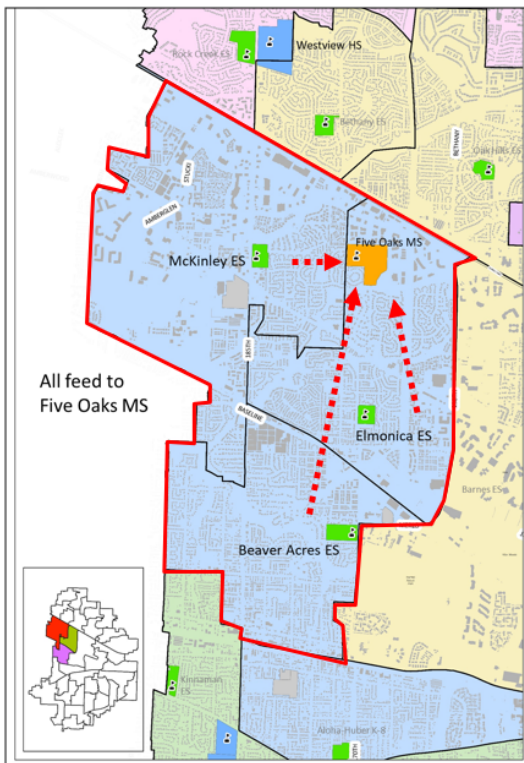 Rock Creek ES
Westview HS
Bethany ES
BETHANY
Oak Hills ES
STUCKI
AMBERGLEN
Five Oaks MS
McKinley ES
185TH
All feed to
Five Oaks MS
BASELINE
Elmonica ES
Barnes ES
Beaver Acres ES
Kinnaman
ES
Aloha-Huber K-8
170TH